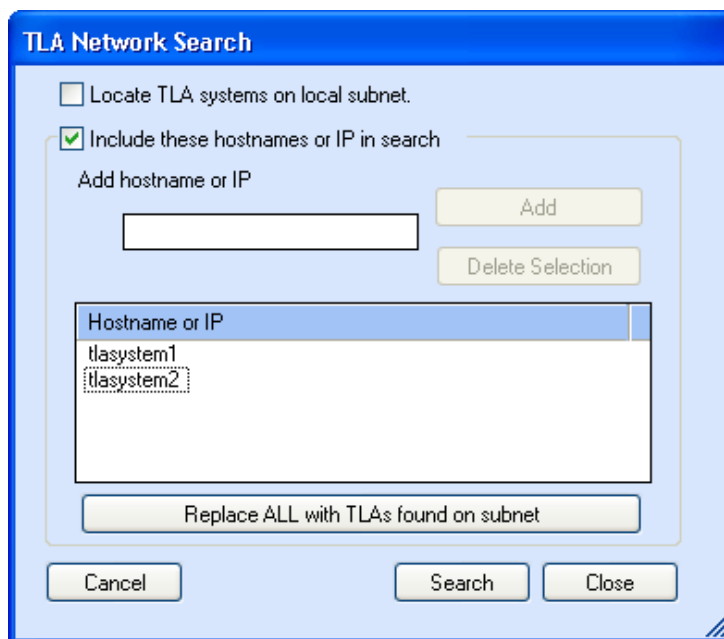 TLA Network Search
Locate TLA systems on local subnet.
Include these hostnames or IP in search
Add hostname or IP
Add
Delete Selection
Hostname or IP
tlasystem1
tlasystem2
Replace ALL with TLAs found on subnet
Cancel Search Close